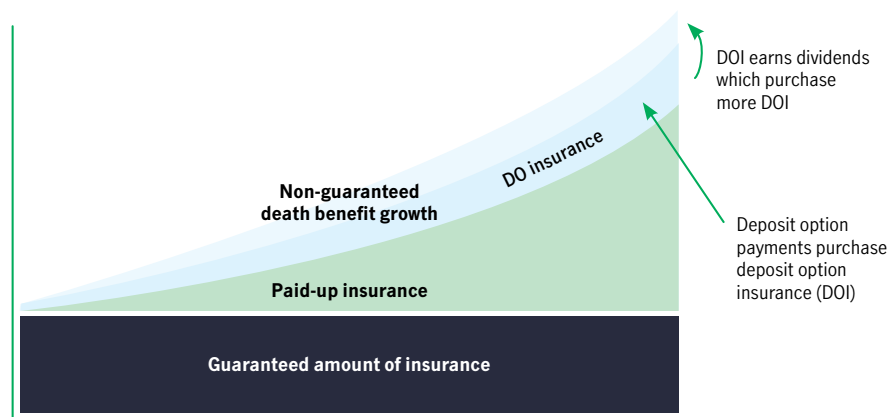 DOI earns dividends
which purchase
more DOI
DO insurance
Non-guaranteed
death benefit growth
Deposit option
payments purchase
deposit option
insurance (DOI)
Paid-up insurance
Guaranteed amount of insurance